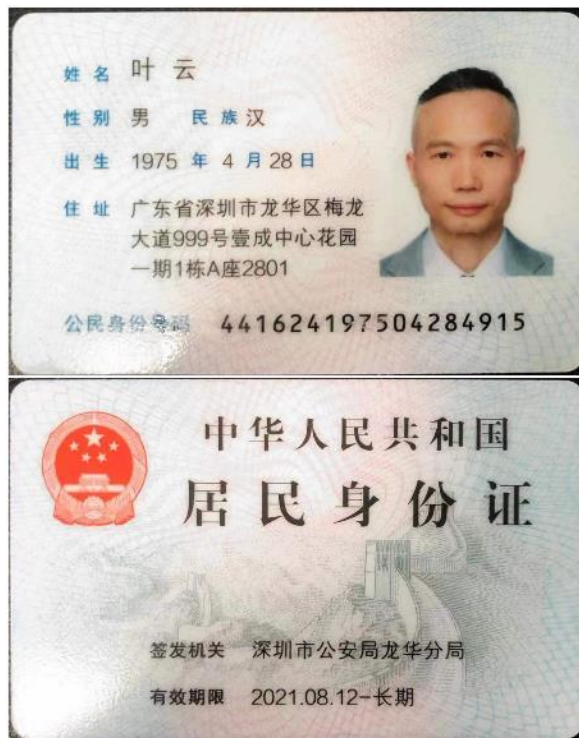 姓名 叶云
性别 男 民族 汉
出生 1975 年 4 月 28 日
住址 广东省深圳市龙华区梅龙
大道999号壹成中心花园
一期1栋A座2801
公民身份号码 441624197504284915
中华人民共和国
居民身份证
签发机关 深圳市公安局龙华分局
有效期限 2021.08.12-长期